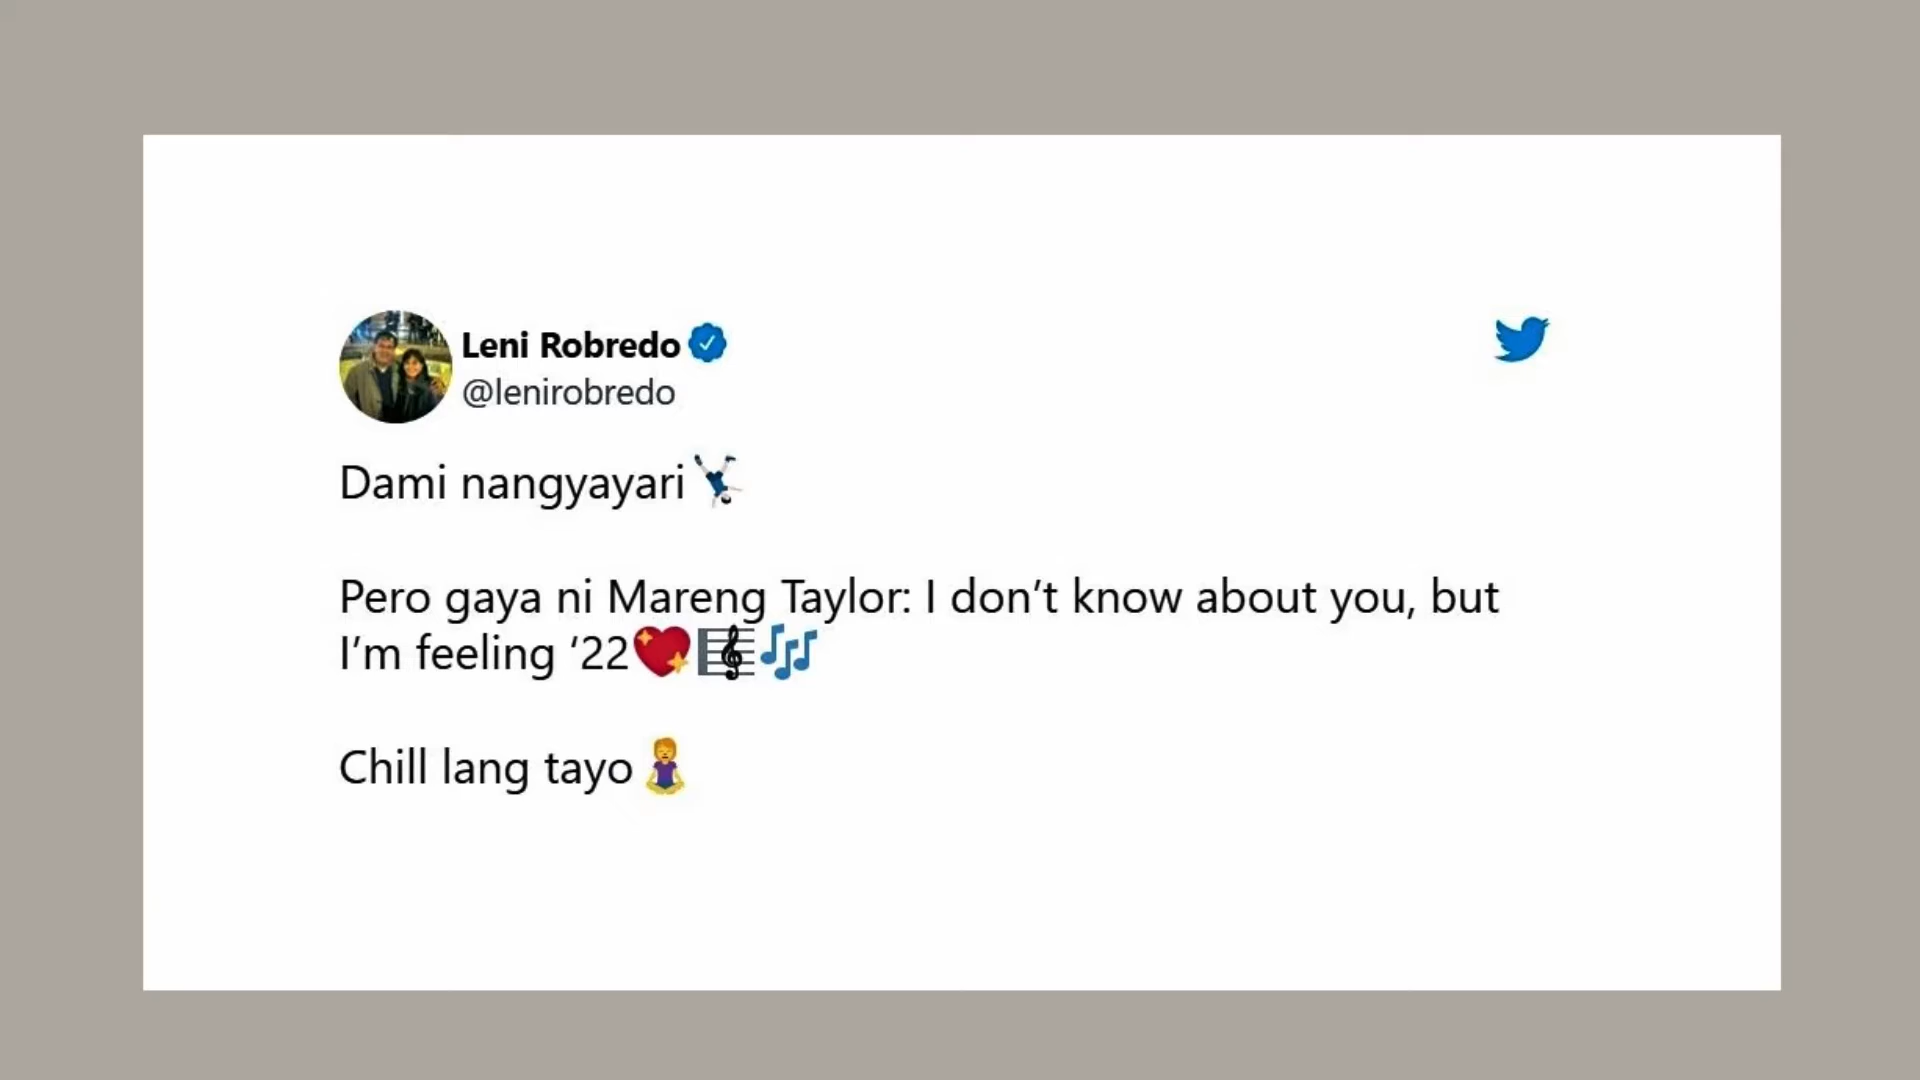 Leni Robredo
@lenirobredo
Dami nangyayari🤸
Pero gaya ni Mareng Taylor: I don’t know about you, but
I’m feeling ‘22💖🎼🎶
Chill lang tayo🧘